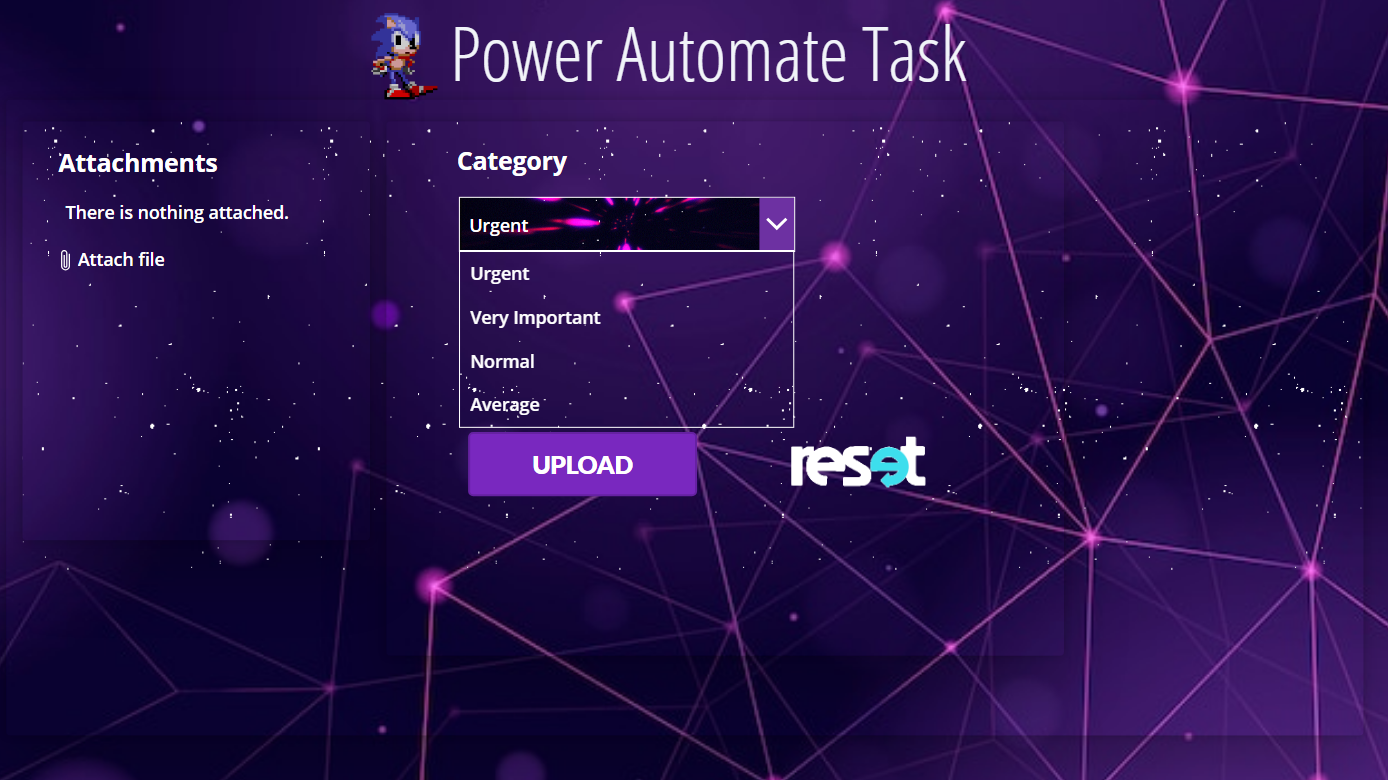 Power Automate Task
Attachments
There is nothing attached.
Attach file
Category
Urgent
Urgent
Very Important
Normal
Average
UPLOAD
reset